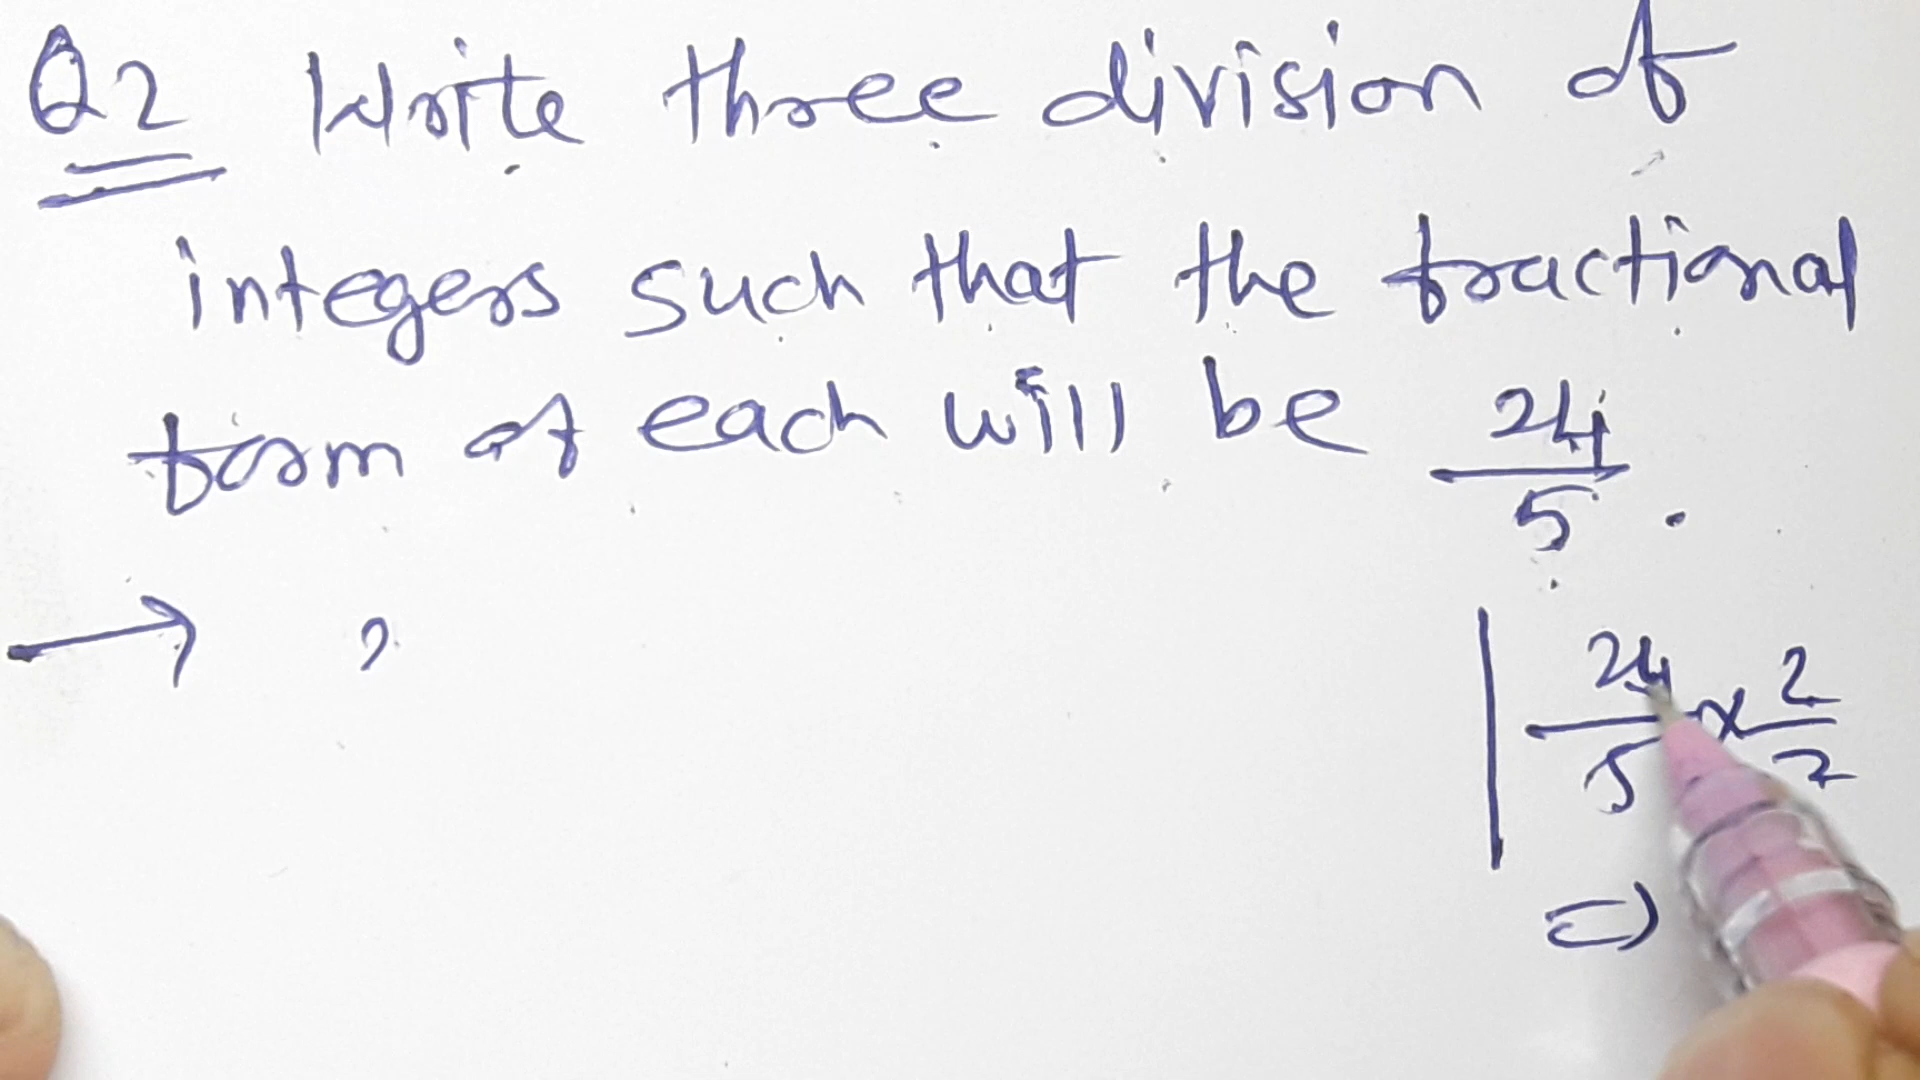 Q2 Write three division of
integers such that the fractional
form of each will be 24/5.
→ 2
24/5 × 2/2
=)